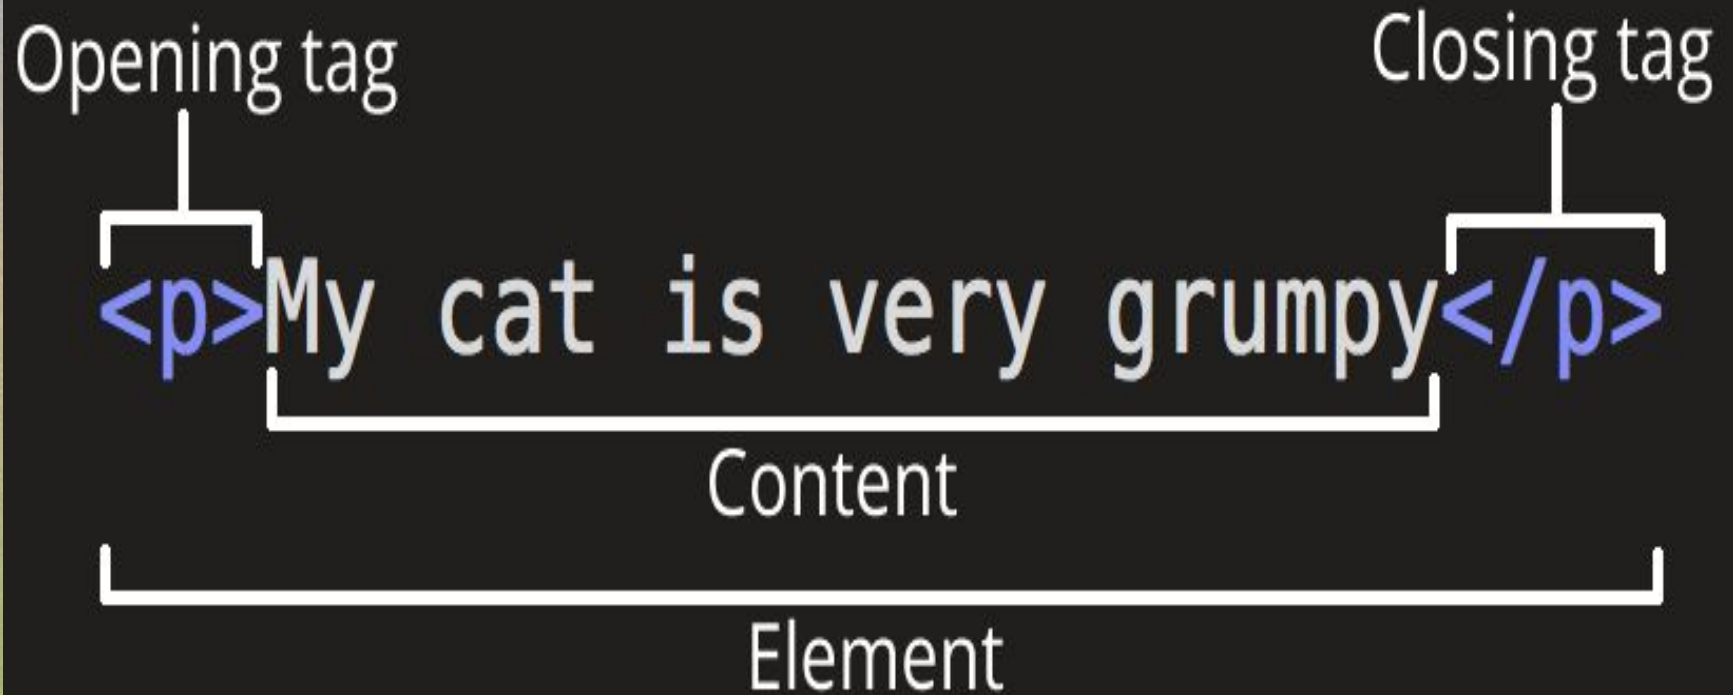 Opening tag
Closing tag
<p>My cat is very grumpy</p>
Content
Element